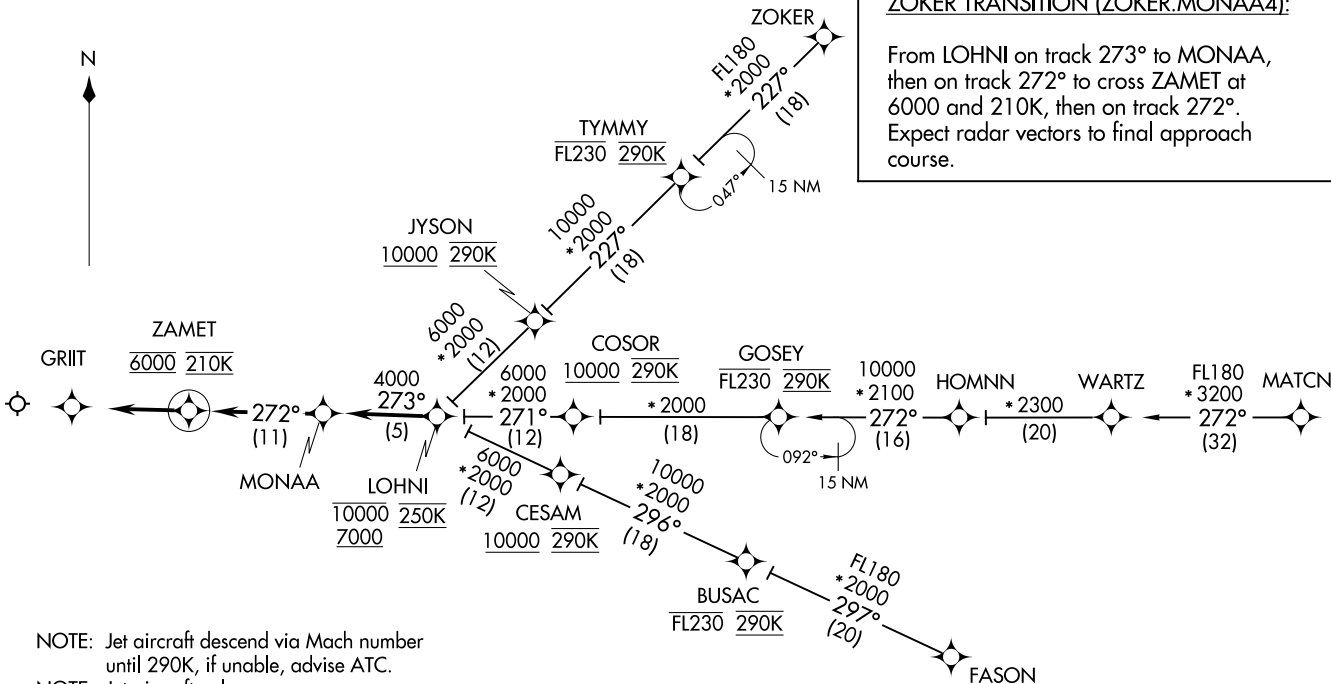 ZOKER TRANSITION (ZOKER.MONAA4):
From LOHNI on track 273° to MONAA,
then on track 272° to cross ZAMET at
6000 and 210K, then on track 272°.
Expect radar vectors to final approach
course.
N
ZOKER
FL180
*2000
227°
(18)
TYMMY
FL230 290K
047°
15 NM
10000
*2000
227°
(18)
JYSON
10000 290K
6000
*2000
(12)
GRIIT
ZAMET
6000 210K
272°
(11)
MONAA
4000
273°
(5)
LOHNI
10000 250K
7000
6000
*2000
271°
(12)
COSOR
10000 290K
*2000
(18)
GOSEY
FL230 290K
092°
15 NM
10000
*2100
272°
(16)
HOMNN
*2300
(20)
WARTZ
FL180
*3200
272°
(32)
MATCN
6000
*2000
(12)
CESAM
10000 290K
10000
*2000
296°
(18)
BUSAC
FL230 290K
FL180
*2000
297°
(20)
FASON
NOTE: Jet aircraft descend via Mach number
until 290K, if unable, advise ATC.